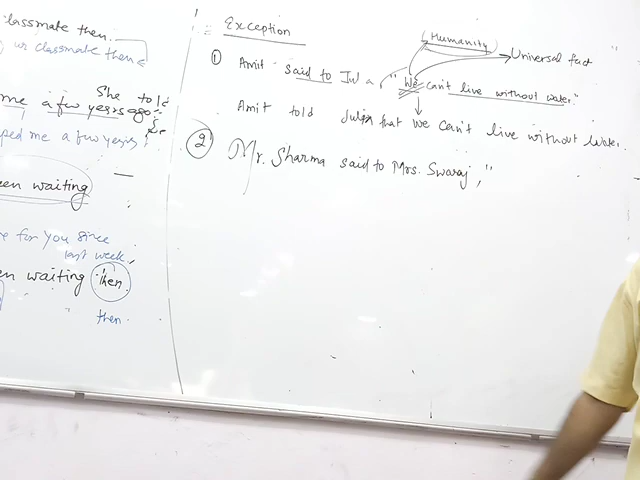 classmate then.
classmate then
She told
me a few years ago.
ped me a few years
een waiting
e for you since
last week,
en waiting then.
then.
Exception
(Humanity)
Universal fact
① Amit said to Jul a " We can't live without water."
Amit told that we can't live without water.
② Mr. Sharma said to Mrs. Swaraj, "